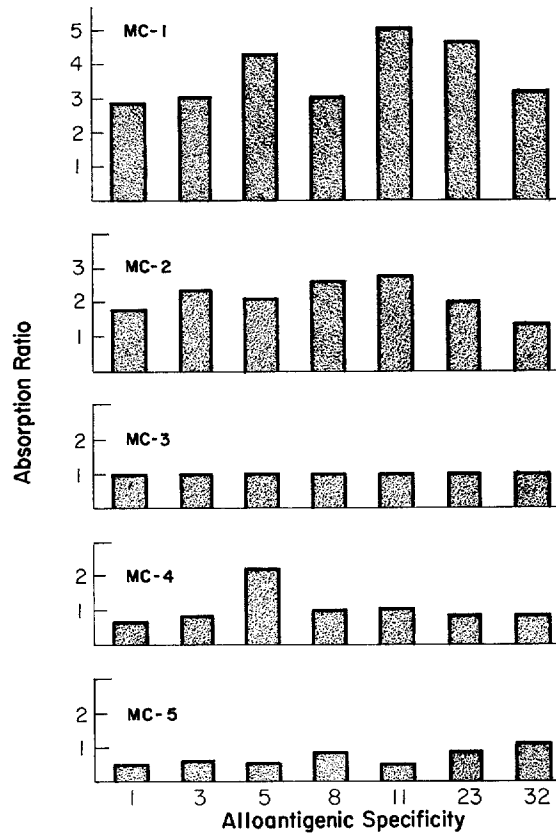 MC-1
5
4
3
2
1
MC-2
3
2
1
MC-3
2
1
MC-4
2
1
MC-5
2
1
1 3 5 8 11 23 32
Alloantigenic Specificity
Absorption Ratio